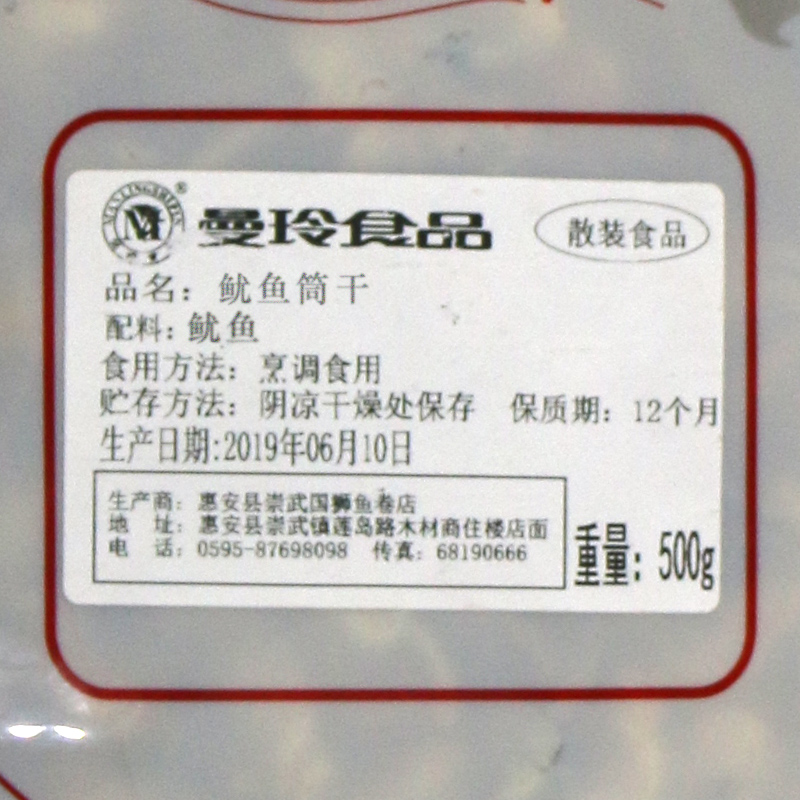 曼玲食品
散装食品
品名：鱿鱼筒干
配料：鱿鱼
食用方法：烹调食用
贮存方法：阴凉干燥处保存 保质期：12个月
生产日期:2019年06月10日
生产商：惠安县崇武国狮鱼卷店
地 址：惠安县崇武镇莲岛路木材商住楼店面
电 话：0595-87698098 传真：68190666
重量：500g